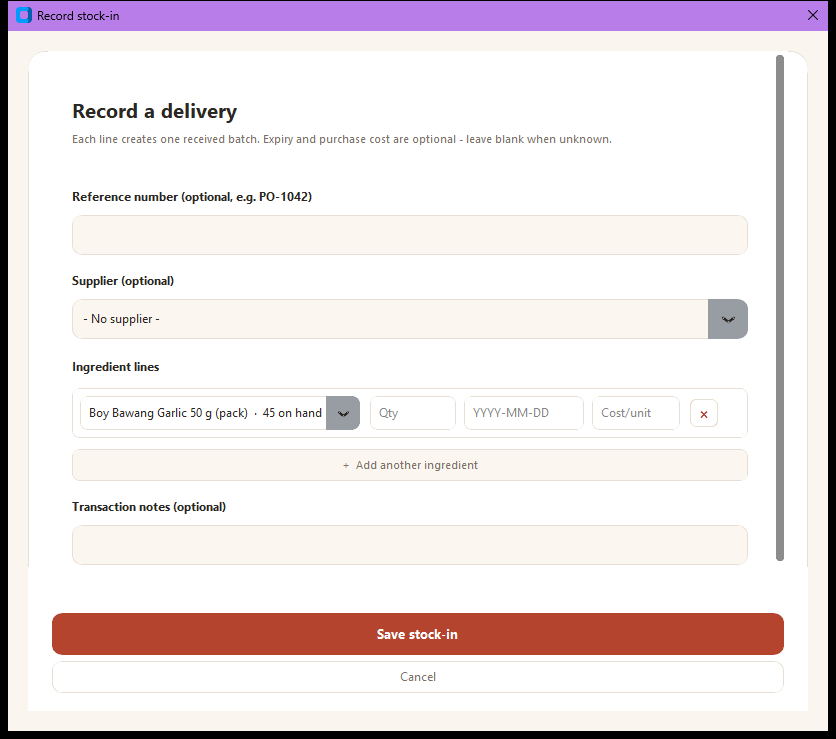 Record stock-in
Record a delivery
Each line creates one received batch. Expiry and purchase cost are optional - leave blank when unknown.
Reference number (optional, e.g. PO-1042)
Supplier (optional)
- No supplier -
Ingredient lines
Boy Bawang Garlic 50 g (pack) · 45 on hand Qty YYYY-MM-DD Cost/unit ×
+ Add another ingredient
Transaction notes (optional)
Save stock-in
Cancel